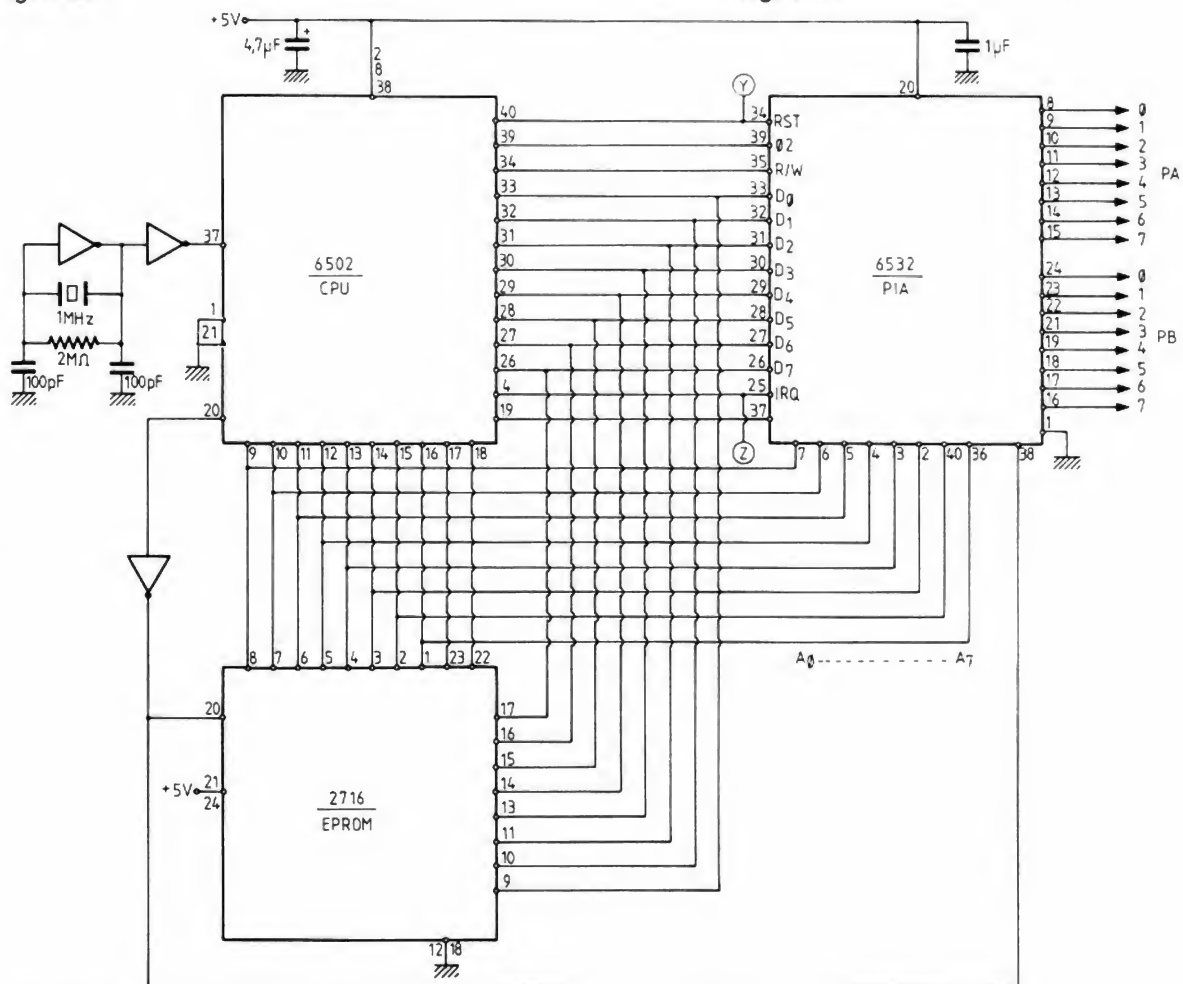 +5V
4,7µF
+
1µF
2
8
38
20
Y
40
39
34
33
32
31
30
29
28
27
26
4
19
34 RST
39 Ø2
35 R/W
33 DØ
32 D1
31 D2
30 D3
29 D4
28 D5
27 D6
26 D7
25 IRQ
37
Z
8 0
9 1
10 2
11 3
12 4
13 5
14 6
15 7
PA
24 0
23 1
22 2
21 3
19 4
18 5
17 6
16 7
PB
1
6502
CPU
6532
PIA
37
1
21
20
1MHz
2MΩ
100pF
100pF
9 10 11 12 13 14 15 16 17 18
7 6 5 4 3 2 40 36 38
AØ - - - - - - - - - A7
8 7 6 5 4 3 2 1 23 22
20
+5V
21
24
2716
EPROM
17
16
15
14
13
11
10
9
12 18